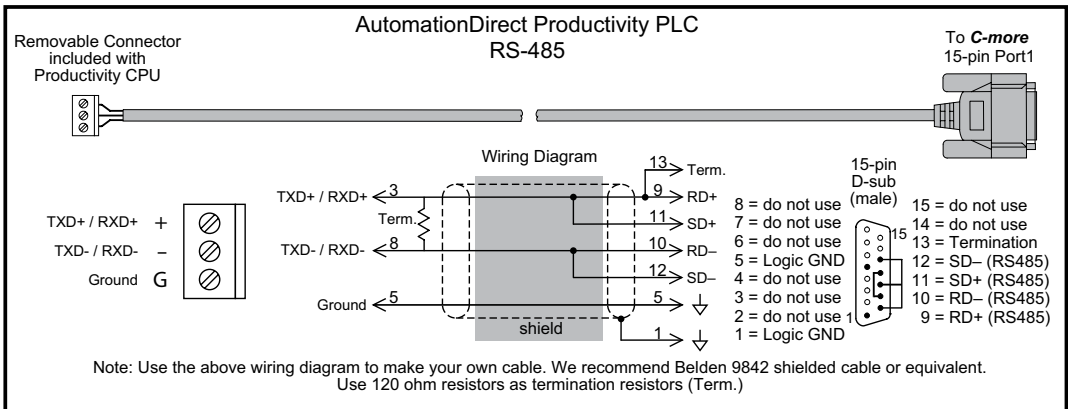 AutomationDirect Productivity PLC
RS-485
Removable Connector
included with
Productivity CPU
To C-more
15-pin Port1
Wiring Diagram
TXD+ / RXD+ +
TXD- / RXD- –
Ground G
TXD+ / RXD+ 3
Term.
TXD- / RXD- 8
Ground 5
shield
13 Term.
9 RD+
11 SD+
10 RD–
12 SD–
5
1
8 = do not use
7 = do not use
6 = do not use
5 = Logic GND
4 = do not use
3 = do not use
2 = do not use
1 = Logic GND
15-pin
D-sub
(male)
15
1
15 = do not use
14 = do not use
13 = Termination
12 = SD– (RS485)
11 = SD+ (RS485)
10 = RD– (RS485)
9 = RD+ (RS485)
Note: Use the above wiring diagram to make your own cable. We recommend Belden 9842 shielded cable or equivalent.
Use 120 ohm resistors as termination resistors (Term.)